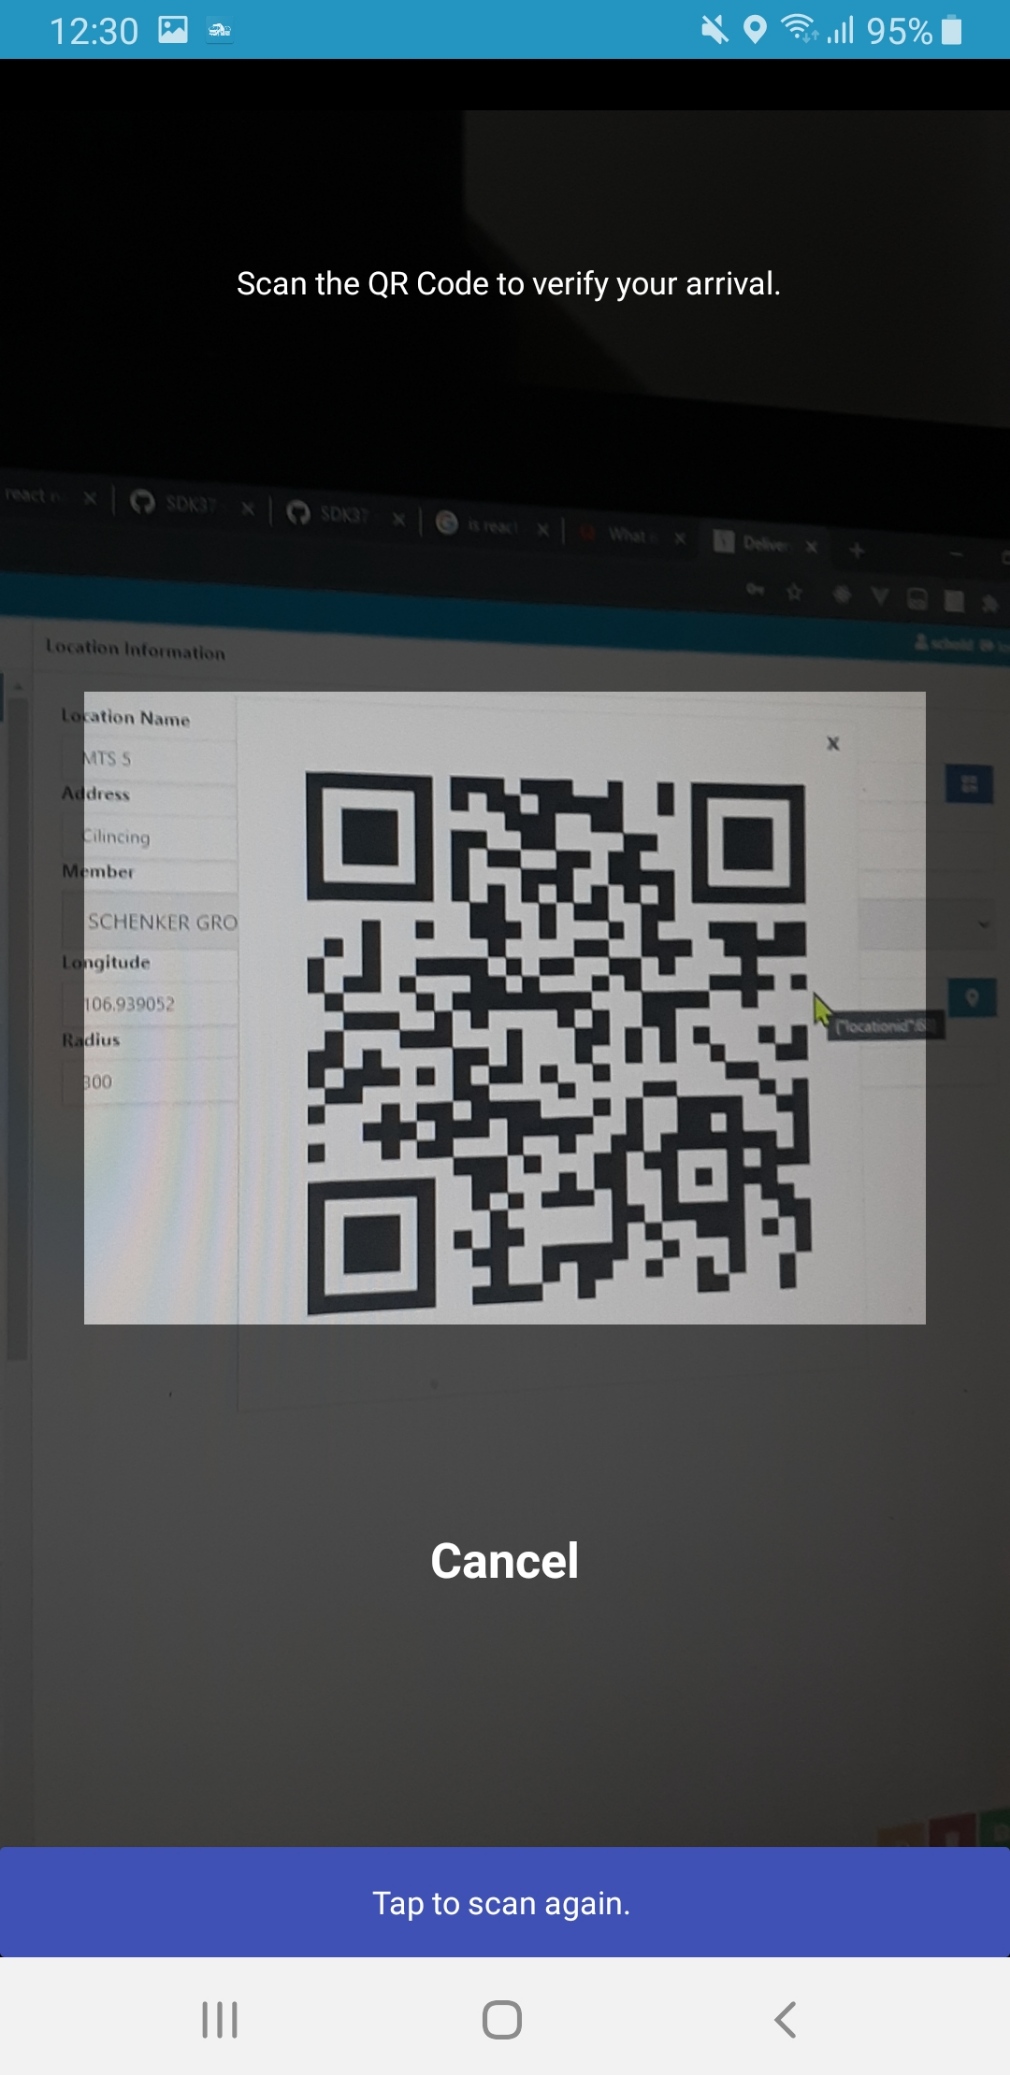 12:30
95%
Scan the QR Code to verify your arrival.
react
SDK37
SDK37
is reac
What
Deliver
Location Information
Location Name
MTS 5
Address
Cilincing
Member
SCHENKER GRO
Longitude
106.939052
{"locationid":
Radius
300
Cancel
Tap to scan again.